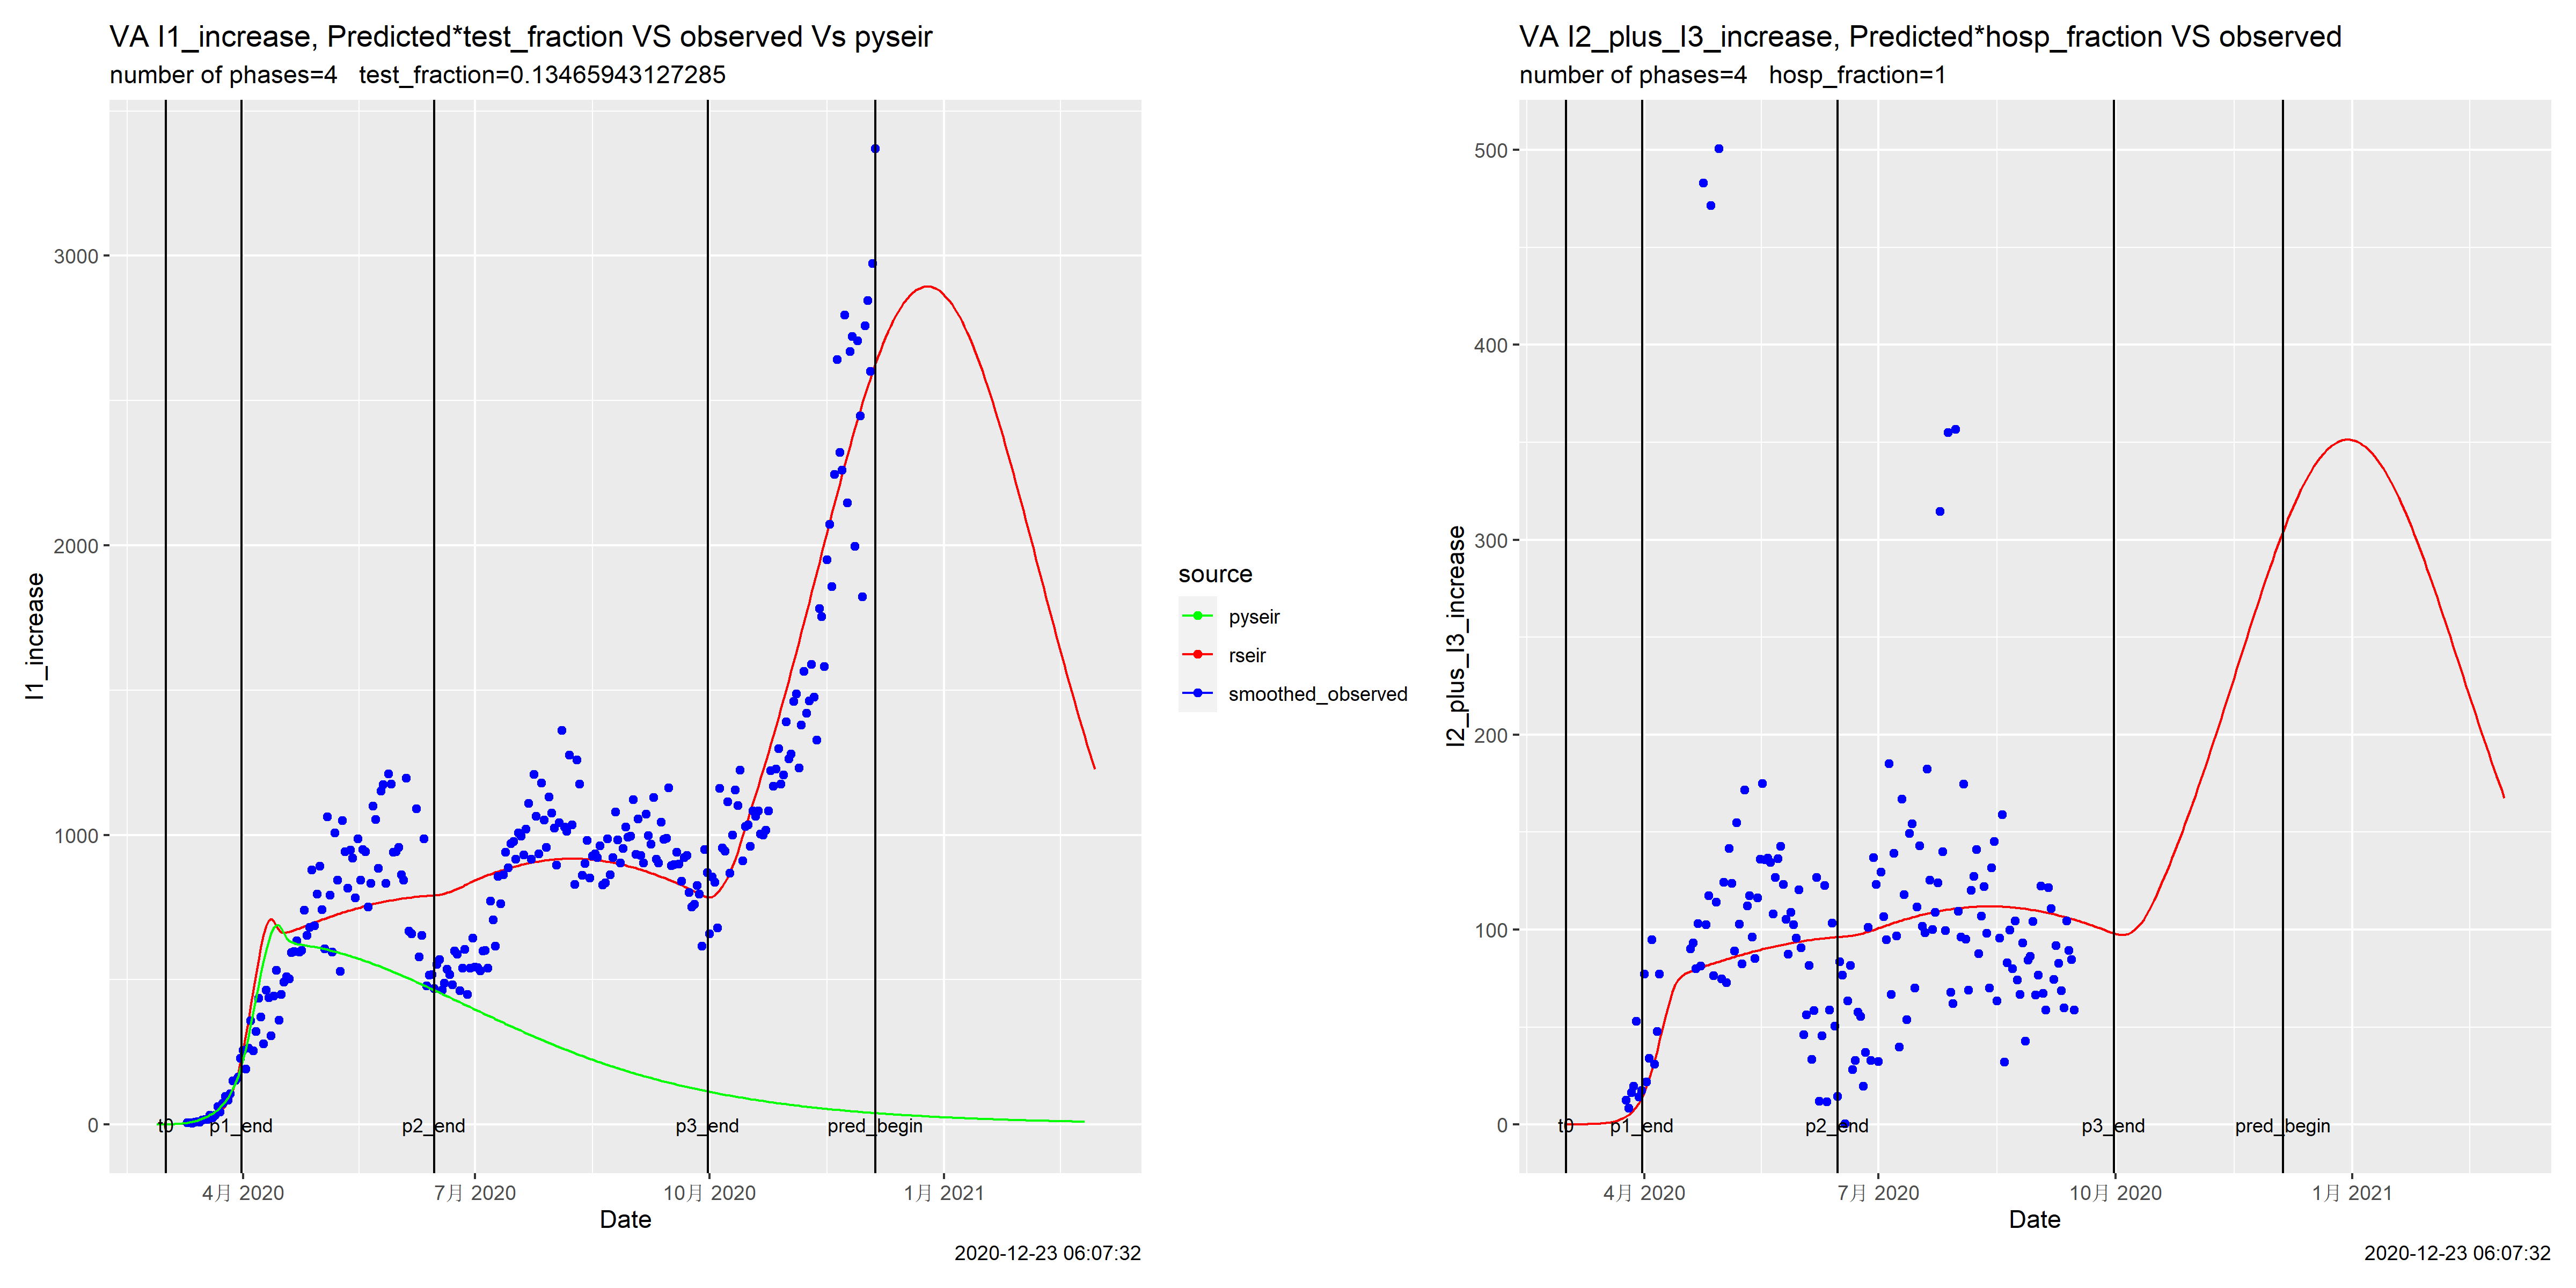 VA I1_increase, Predicted*test_fraction VS observed Vs pyseir
number of phases=4   test_fraction=0.13465943127285
I1_increase
3000
2000
1000
0
t0
p1_end
p2_end
p3_end
pred_begin
4月 2020
7月 2020
10月 2020
1月 2021
Date
2020-12-23 06:07:32
source
pyseir
rseir
smoothed_observed
VA I2_plus_I3_increase, Predicted*hosp_fraction VS observed
number of phases=4   hosp_fraction=1
I2_plus_I3_increase
500
400
300
200
100
0
t0
p1_end
p2_end
p3_end
pred_begin
4月 2020
7月 2020
10月 2020
1月 2021
Date
2020-12-23 06:07:32